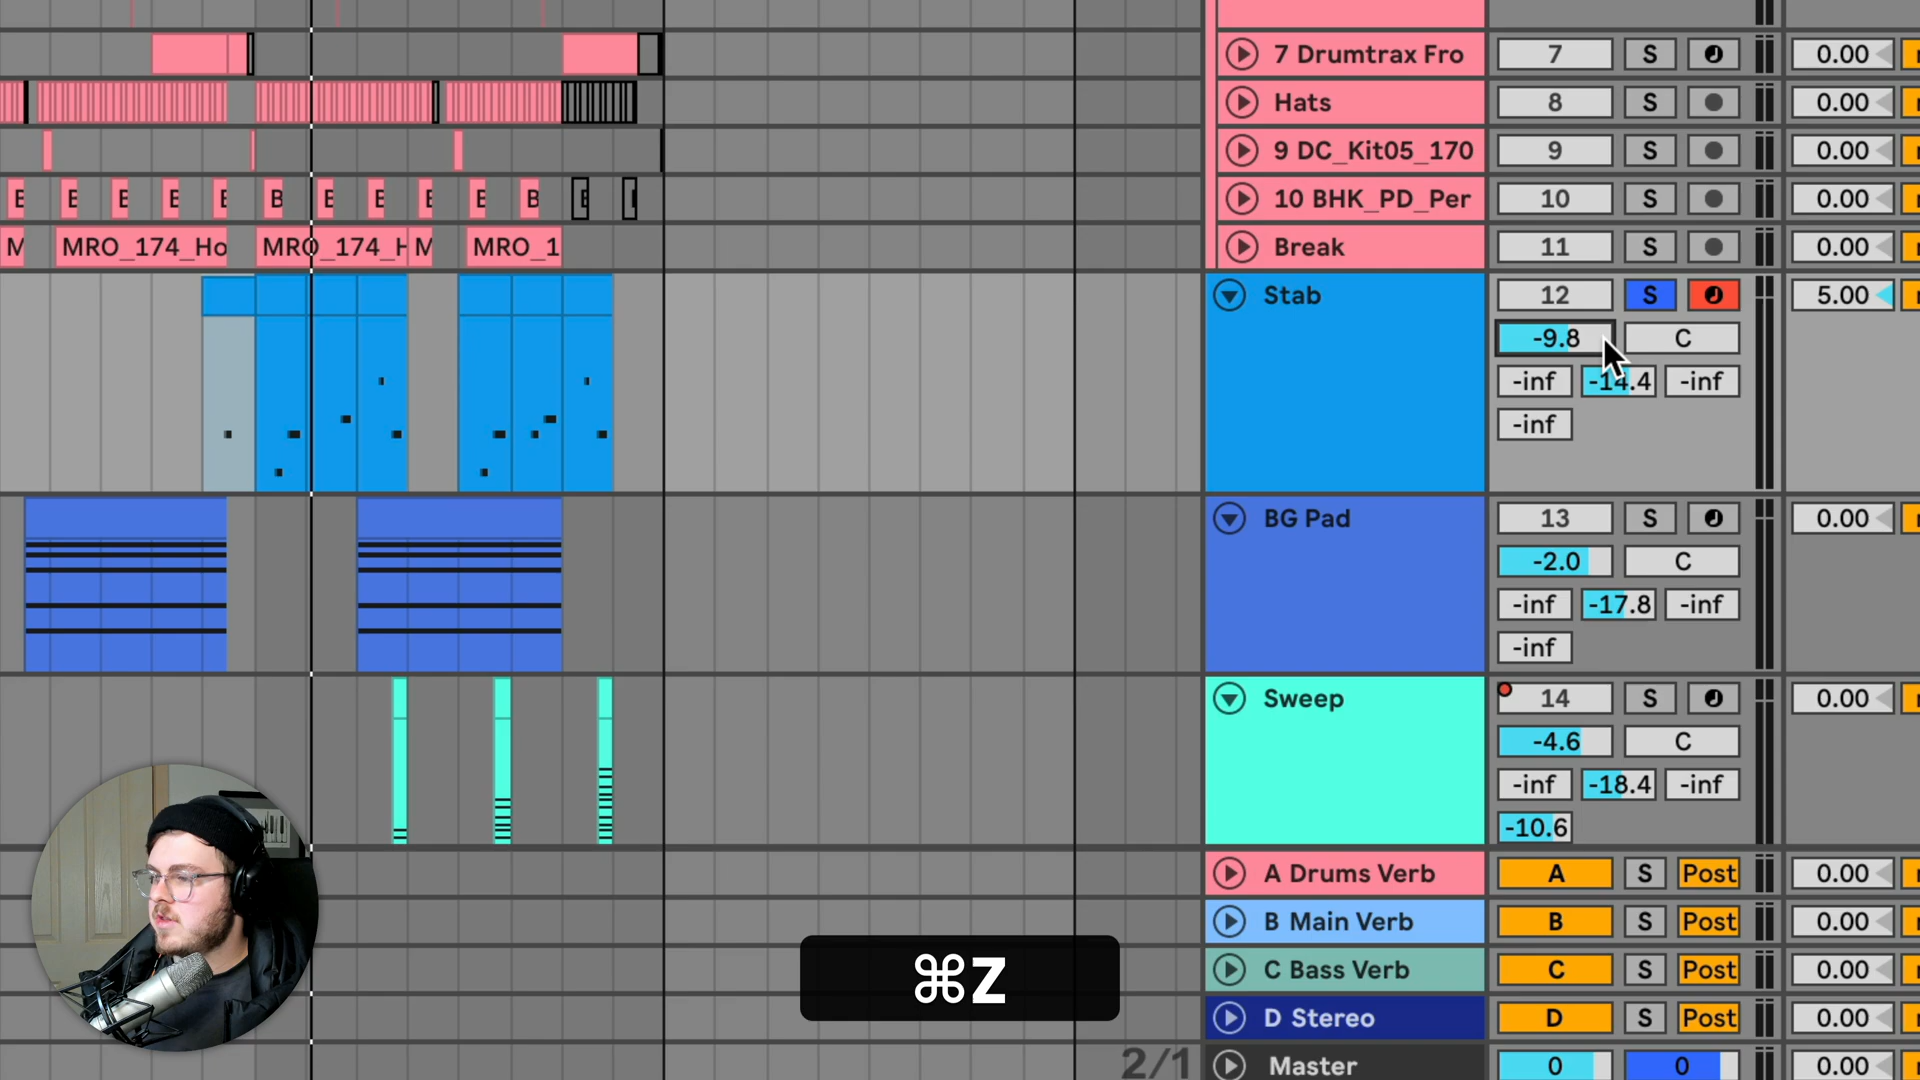 7 Drumtrax Fro 7 S 0.00
Hats 8 S 0.00
9 DC_Kit05_170 9 S 0.00
B B B B B B B B B B B 10 BHK_PD_Per 10 S 0.00
M MRO_174_Ho MRO_174_H M MRO_1 Break 11 S 0.00
Stab 12 S 5.00
-9.8 C
-inf -14.4 -inf
-inf
BG Pad 13 S 0.00
-2.0 C
-inf -17.8 -inf
-inf
Sweep 14 S 0.00
-4.6 C
-inf -18.4 -inf
-10.6
A Drums Verb A S Post 0.00
B Main Verb B S Post 0.00
C Bass Verb C S Post 0.00
D Stereo D S Post 0.00
2/1 Master 0 0 0.00
⌘Z